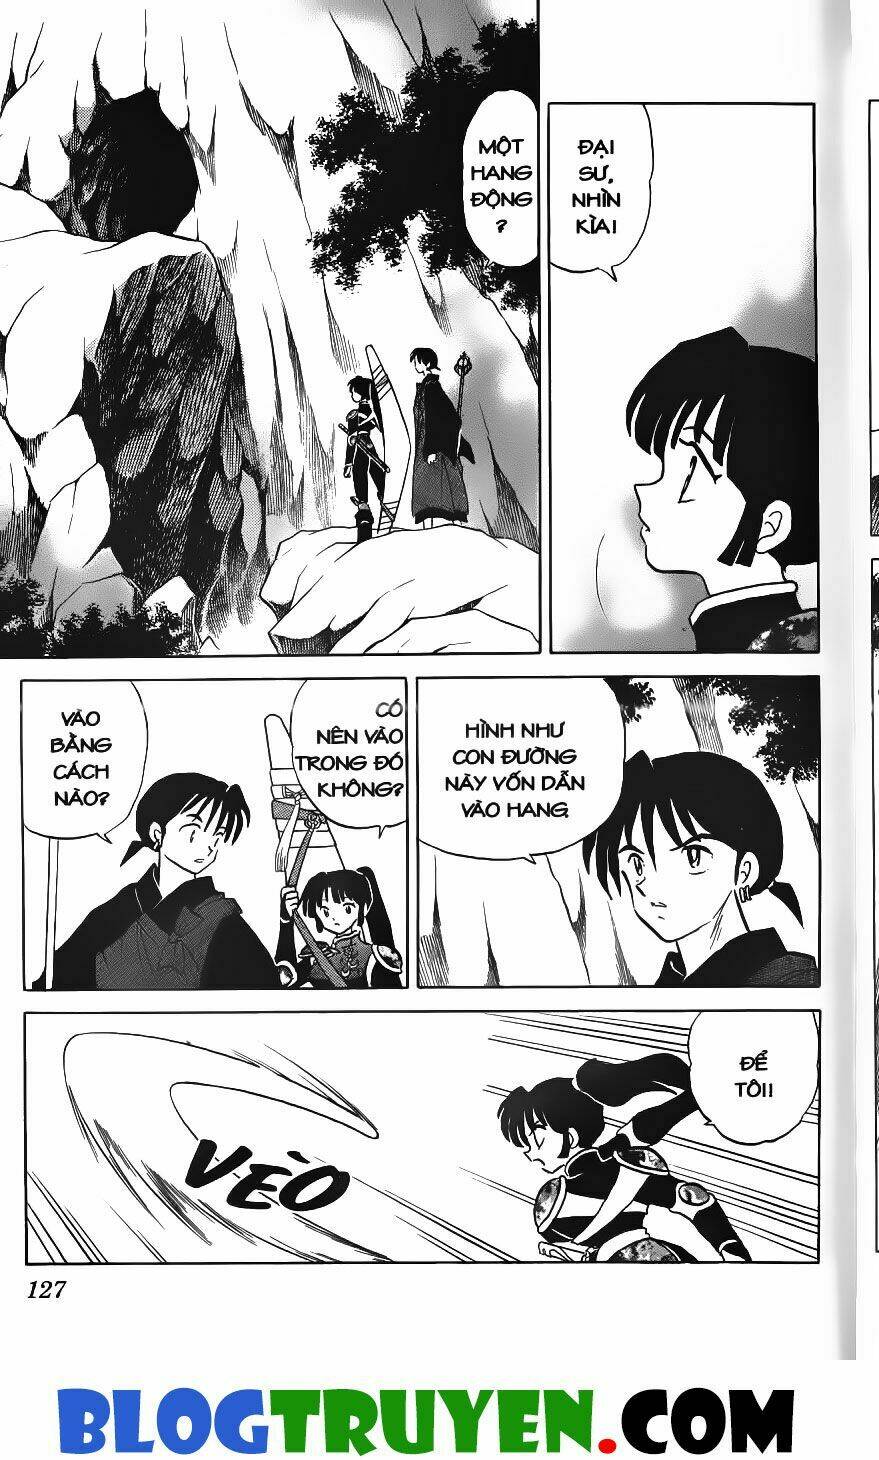 ĐẠI
SƯ,
NHÌN
KÌA!
MỘT
HANG
ĐỘNG
?
HÌNH NHƯ
CON ĐƯỜNG
NÀY VỐN DẪN
VÀO HANG.
CÓ
NÊN VÀO
TRONG ĐÓ
KHÔNG?
VÀO
BẰNG
CÁCH
NÀO?
ĐỂ
TÔI!
VÈO
127
BLOGTRUYEN.COM